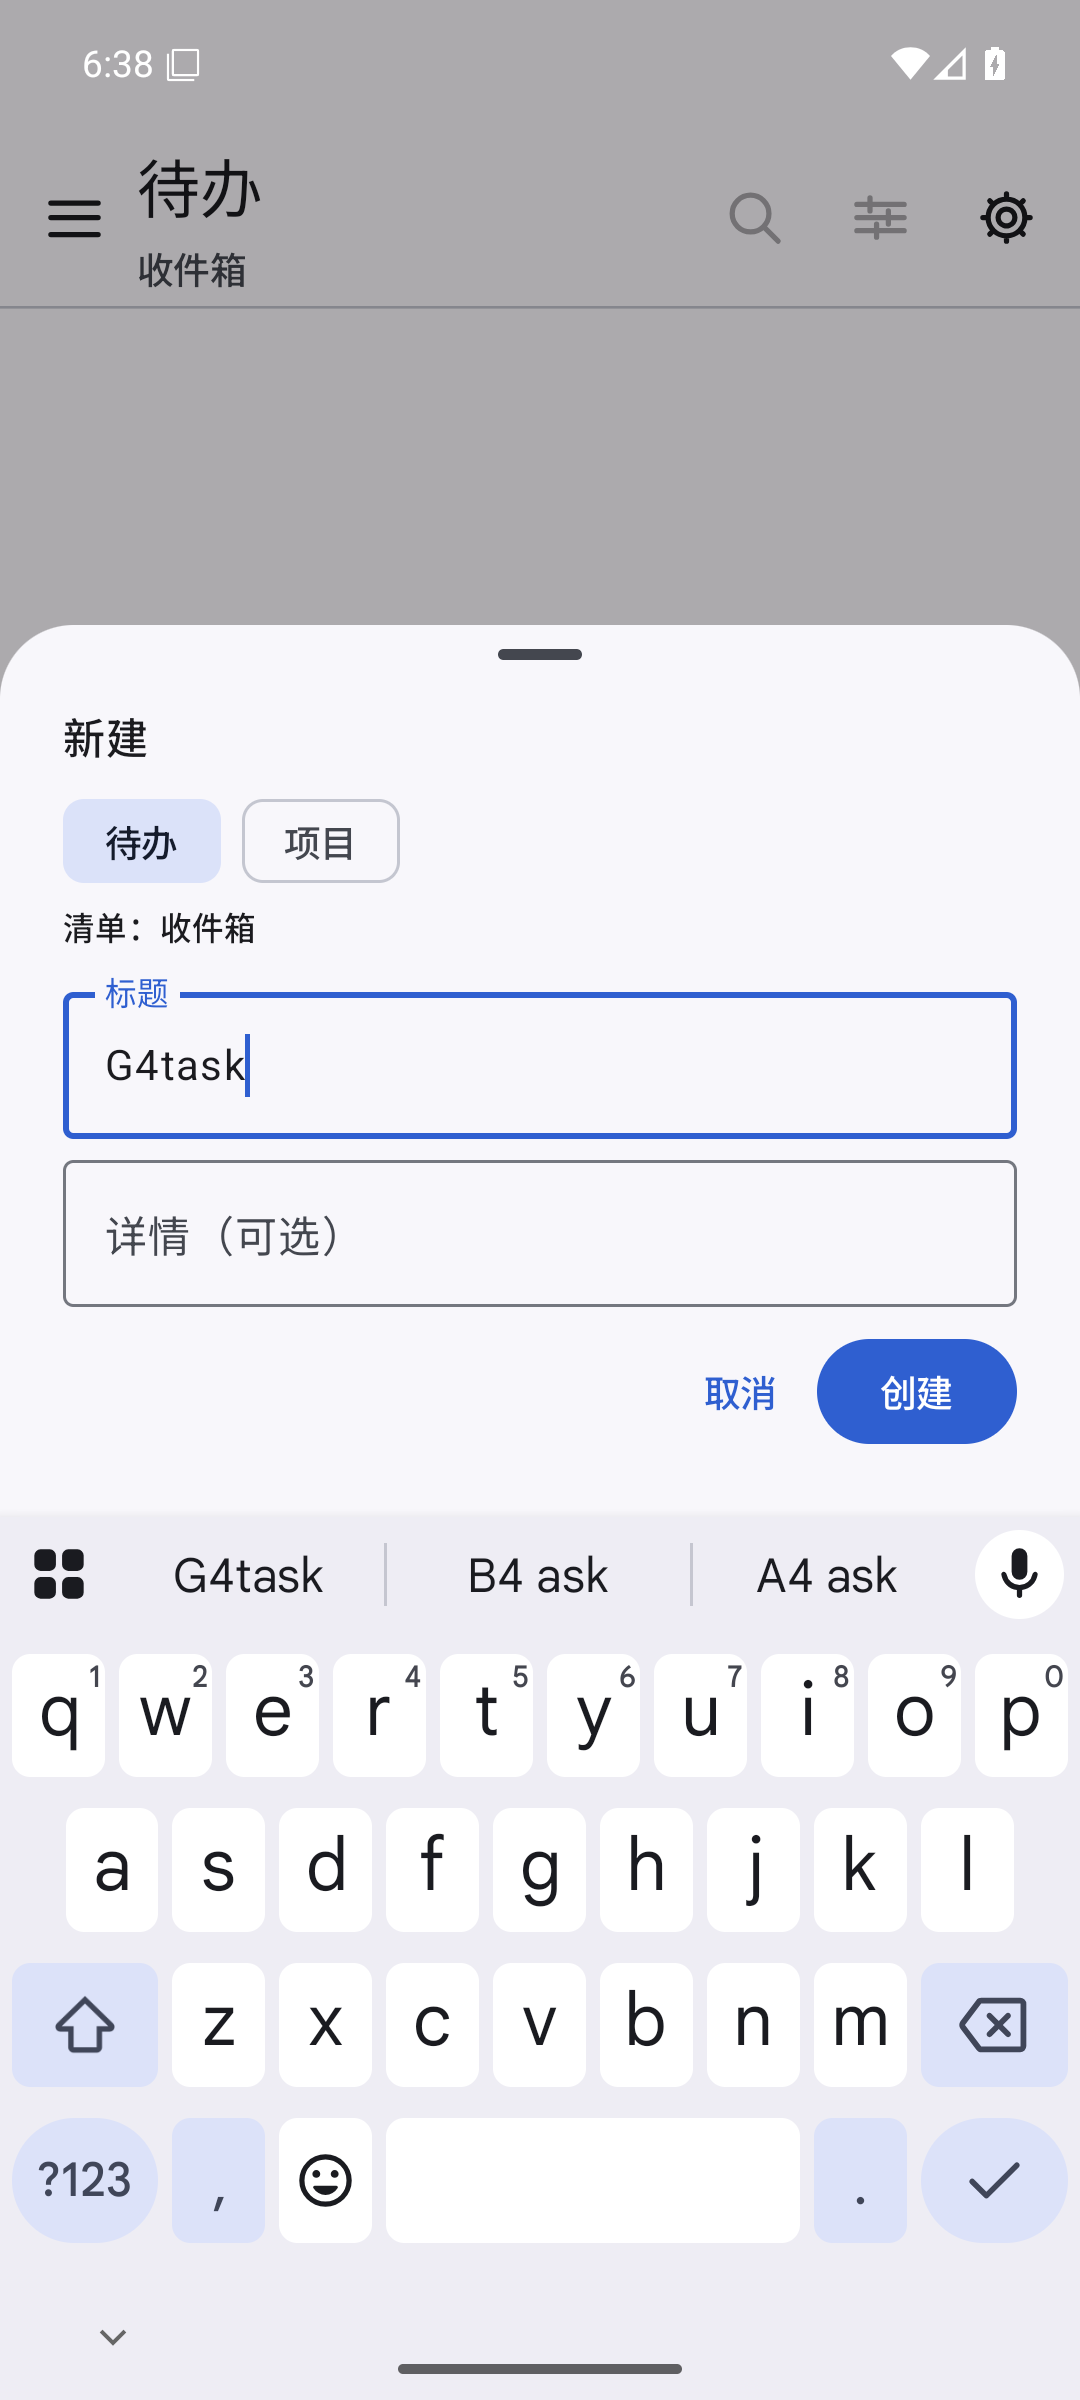 6:38
待办
收件箱
新建
待办 项目
清单：收件箱
标题
G4task
详情（可选）
取消 创建
G4task B4 ask A4 ask
q1 w2 e3 r4 t5 y6 u7 i8 o9 p0
a s d f g h j k l
z x c v b n m
?123 , .